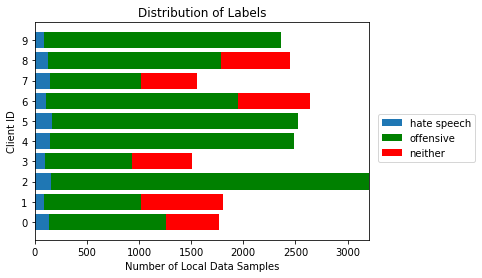 Distribution of Labels
Client ID
9
8
7
6
5
4
3
2
1
0
0 500 1000 1500 2000 2500 3000
Number of Local Data Samples
hate speech
offensive
neither